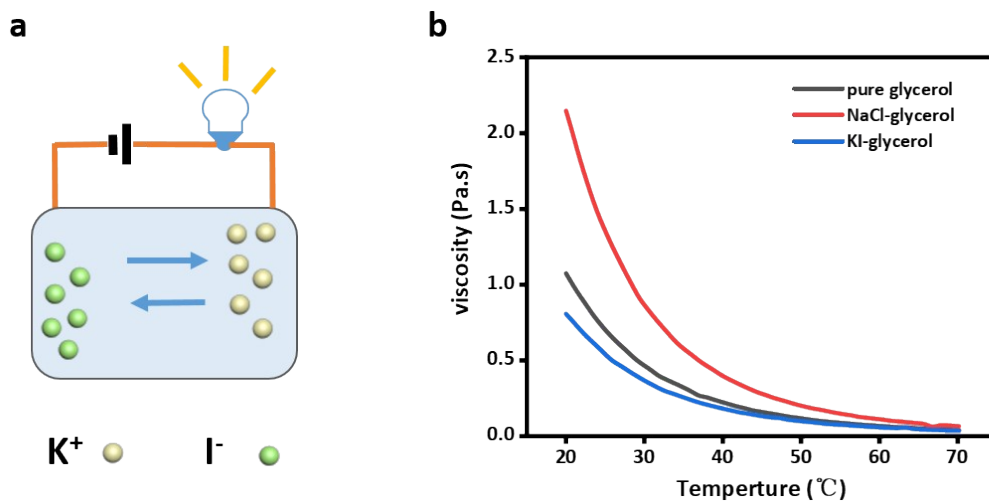 a
K⁺
I⁻
b
2.5
2.0
1.5
1.0
0.5
0.0
viscosity (Pa.s)
pure glycerol
NaCl-glycerol
KI-glycerol
20
30
40
50
60
70
Temperture (℃)